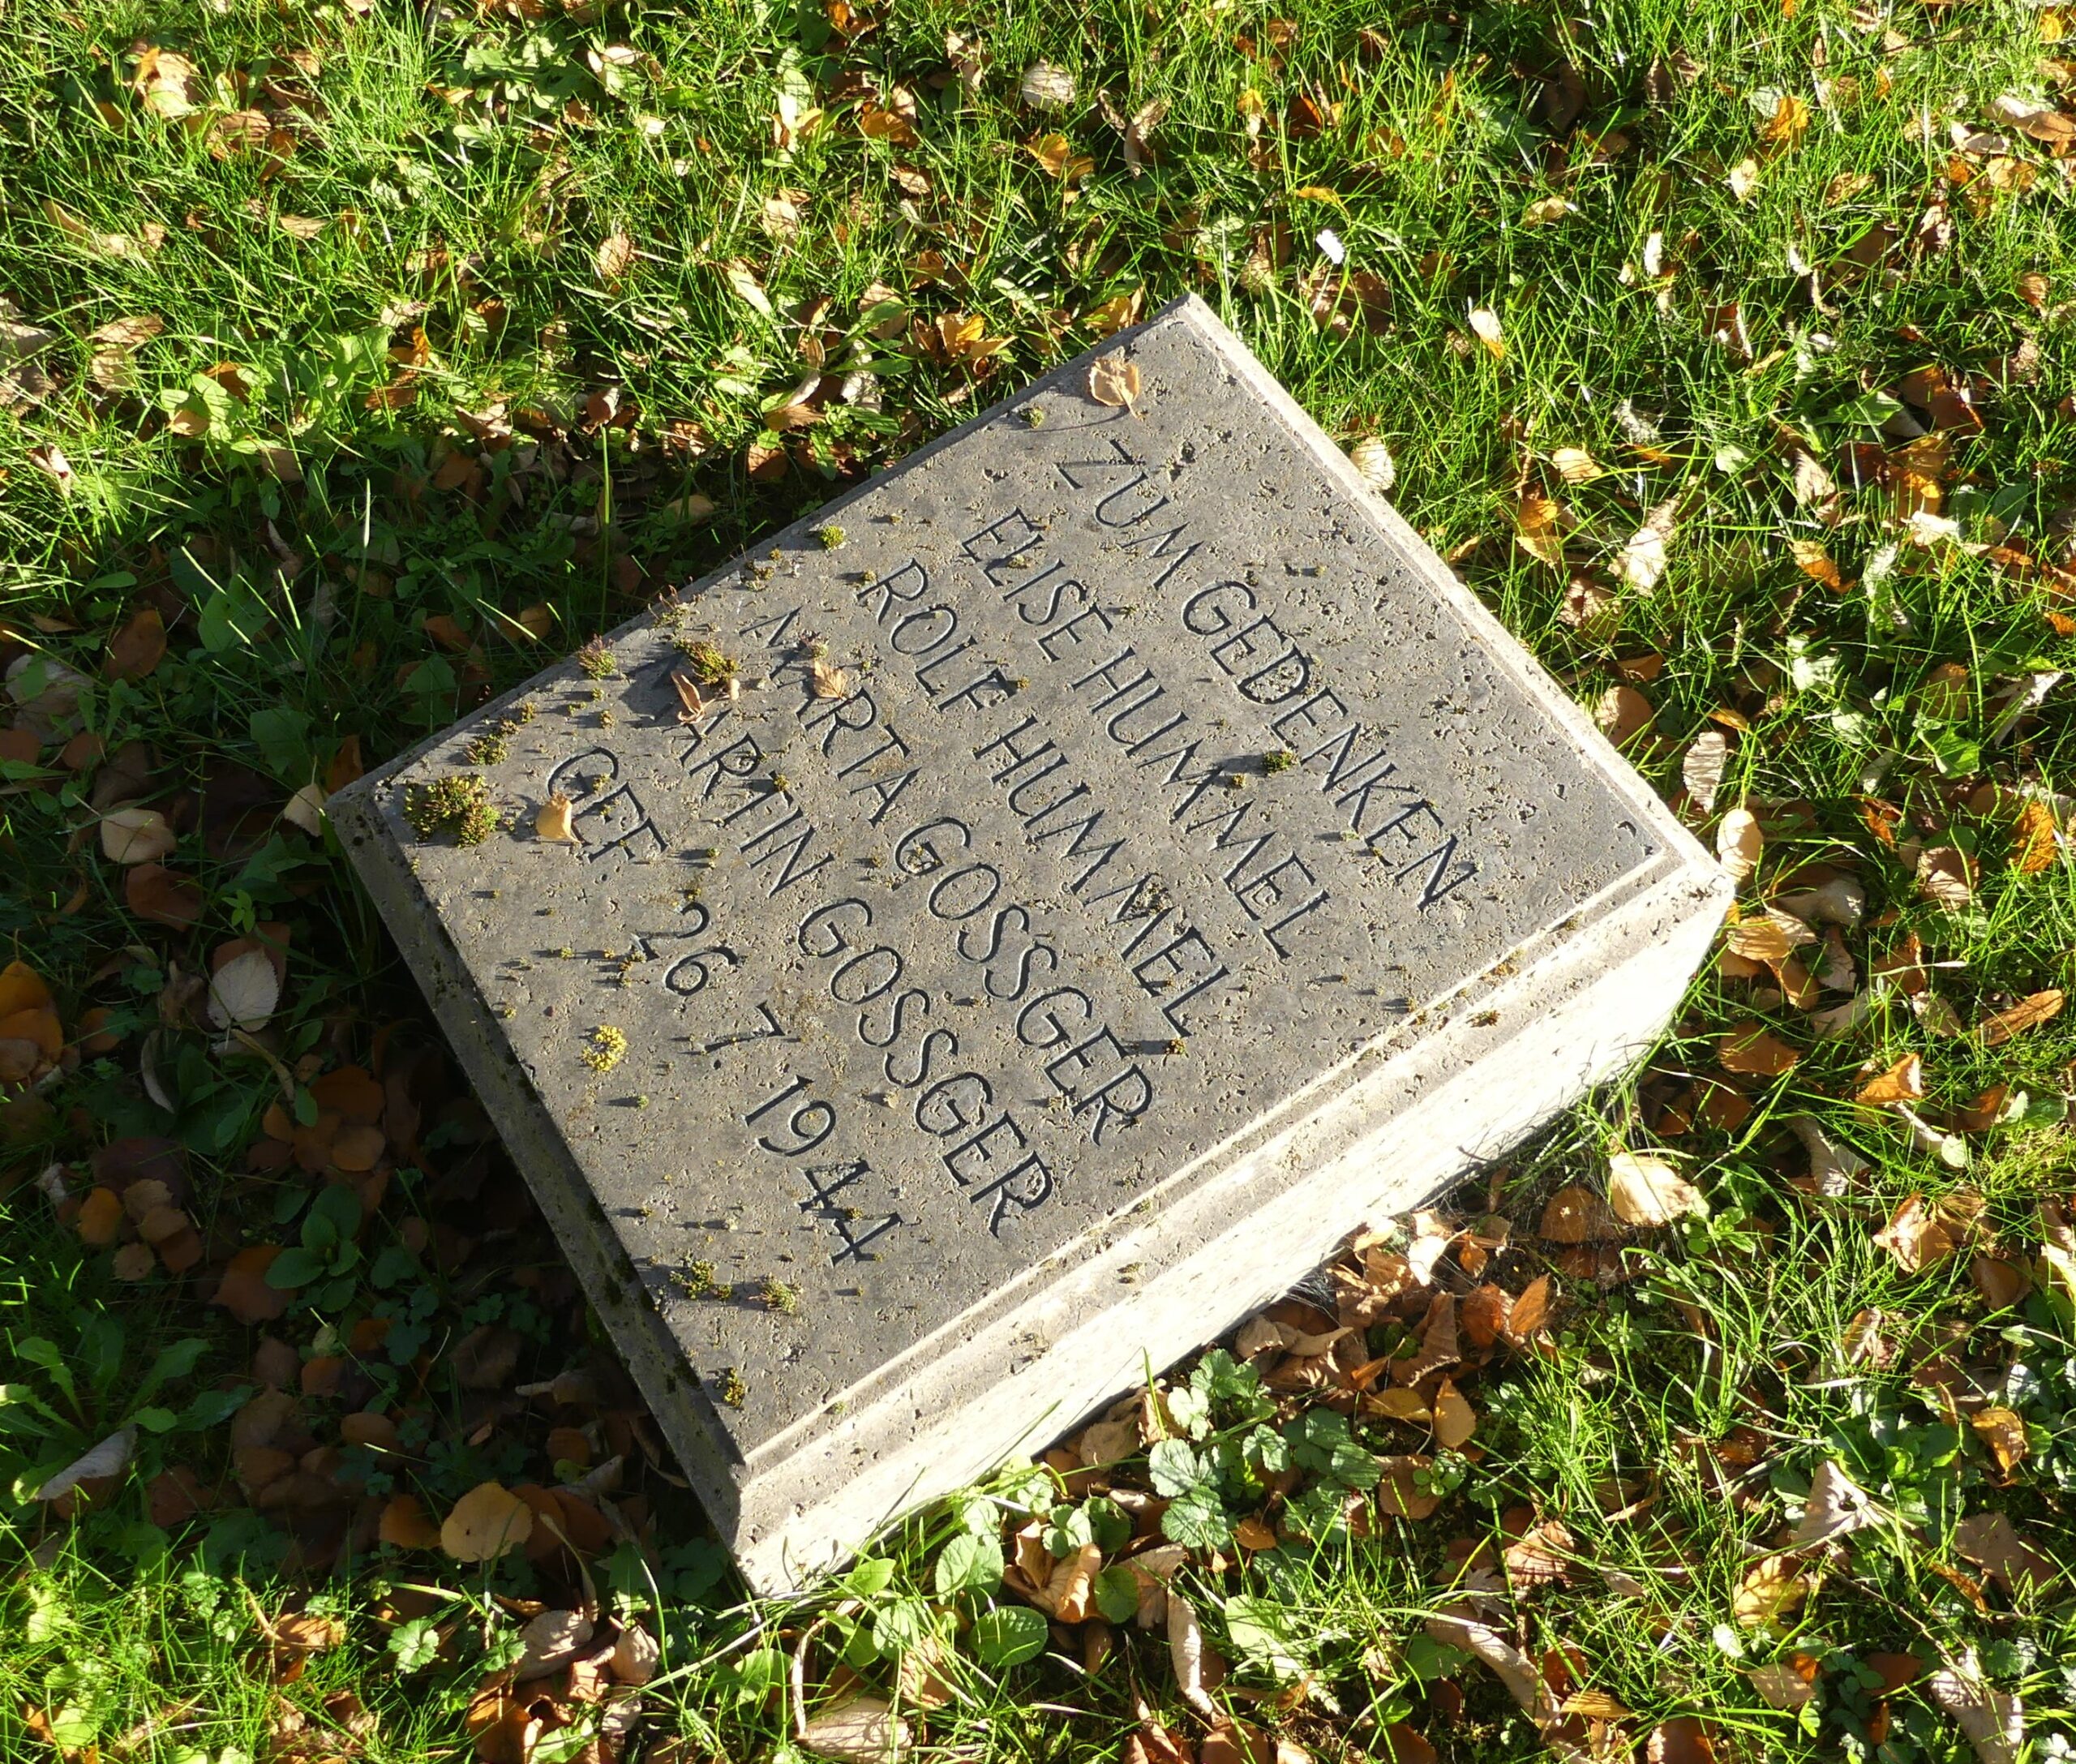 ZUM GEDENKEN
ELISE HUMMEL
ROLF HUMMEL
MARTA GOSSGER
MARTIN GOSSGER
GEF 26 7 1944